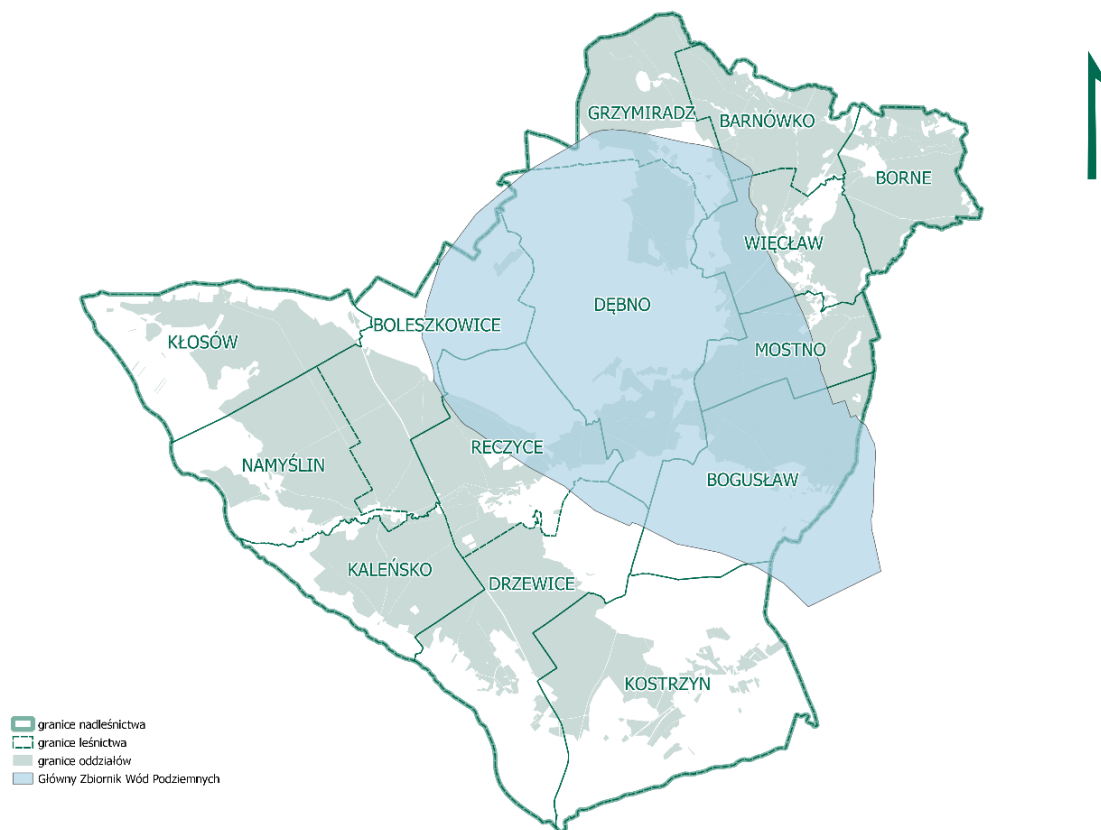 GRZYMIRADZ
BARNÓWKO
BORNE
WIĘCŁAW
DĘBNO
BOLESZKOWICE
KŁOSÓW
MOSTNO
RECZYCE
NAMYŚLIN
BOGUSŁAW
KALEŃSKO
DRZEWICE
KOSTRZYN
granice nadleśnictwa
granice leśnictwa
granice oddziałów
Główny Zbiornik Wód Podziemnych